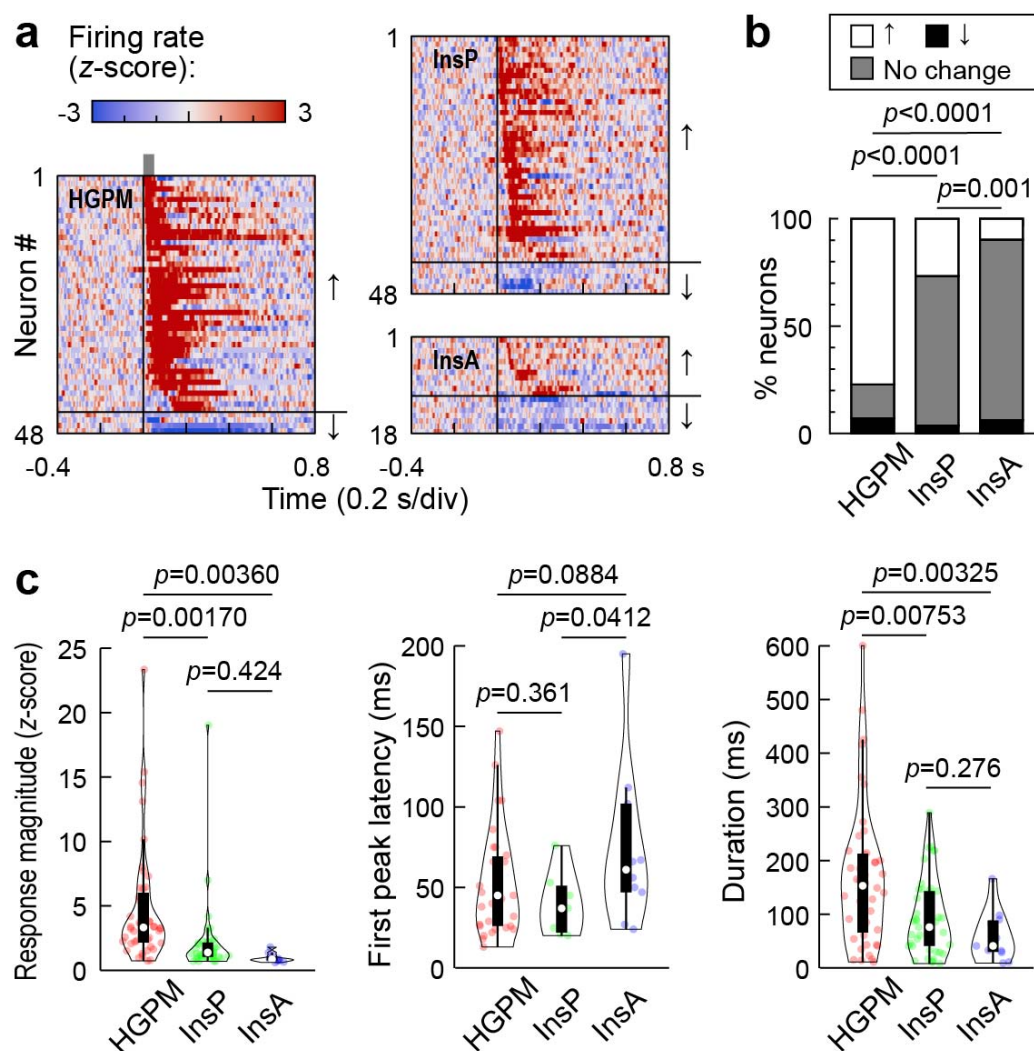 a
Firing rate
(z-score):
-3 3
1
HGPM
Neuron #
↑
48
↓
-0.4 0.8
1
InsP
↑
48
↓
1
InsA
↑
18
↓
-0.4 0.8 s
Time (0.2 s/div)
b
↑ ↓
No change
p<0.0001
p<0.0001
p=0.001
100
50
0
% neurons
HGPM InsP InsA
c
p=0.00360
p=0.00170
p=0.424
25
20
15
10
5
0
Response magnitude (z-score)
HGPM InsP InsA
p=0.0884
p=0.0412
p=0.361
200
150
100
50
0
First peak latency (ms)
HGPM InsP InsA
p=0.00325
p=0.00753
p=0.276
600
500
400
300
200
100
0
Duration (ms)
HGPM InsP InsA